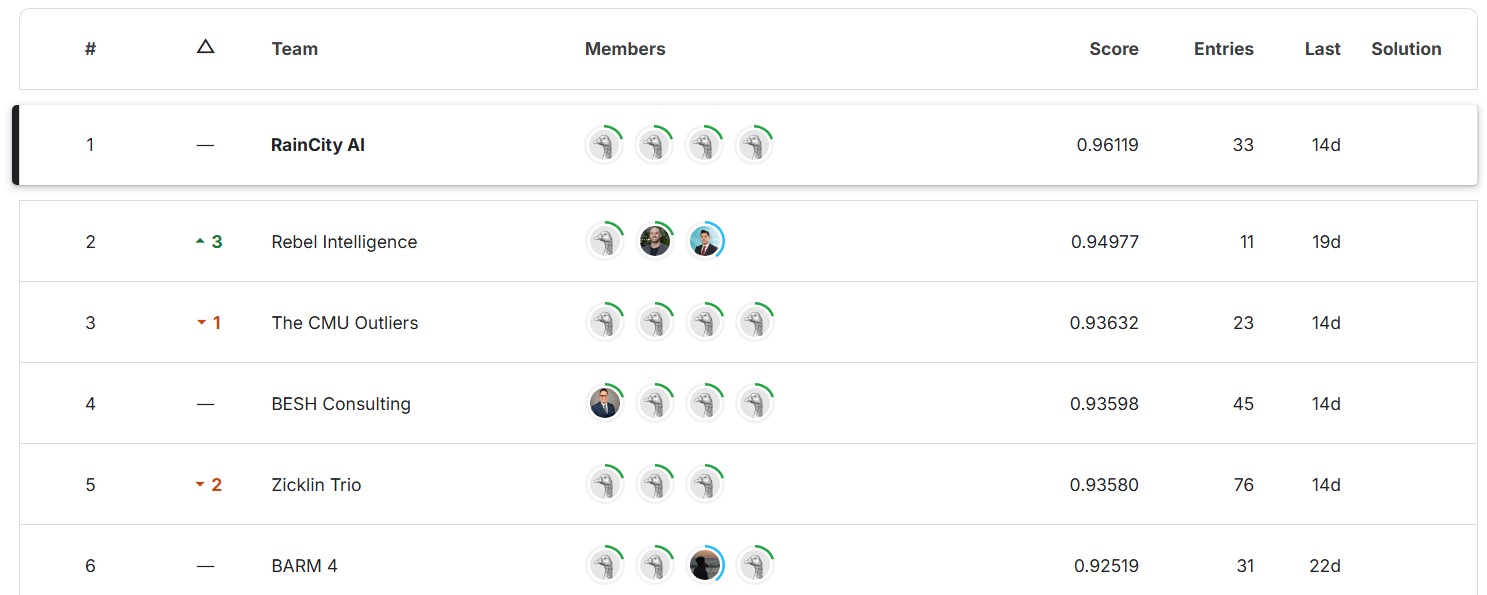 # △ Team Members Score Entries Last Solution
1 — RainCity AI 0.96119 33 14d
2 3 Rebel Intelligence 0.94977 11 19d
3 1 The CMU Outliers 0.93632 23 14d
4 — BESH Consulting 0.93598 45 14d
5 2 Zicklin Trio 0.93580 76 14d
6 — BARM 4 0.92519 31 22d